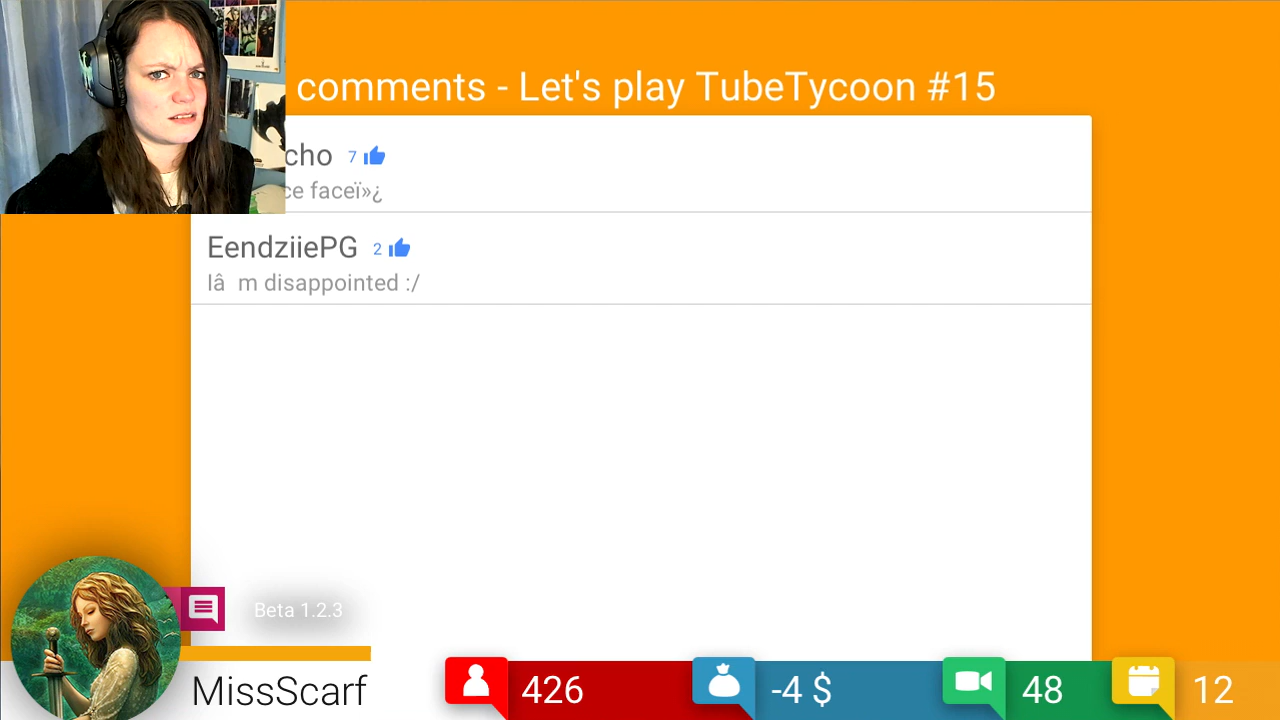 comments - Let's play TubeTycoon #15
cho 7
ce faceï»¿
EendziiePG 2
Iâ m disappointed :/
Beta 1.2.3
MissScarf
426
-4 $
48
12